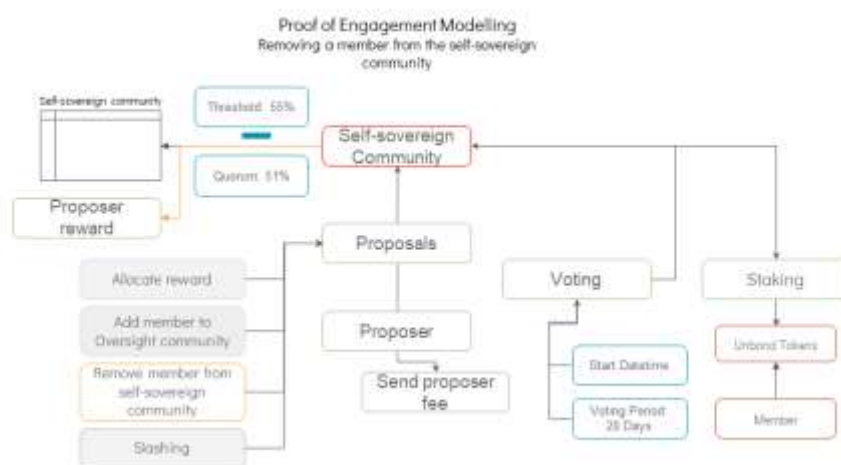 Proof of Engagement Modelling
Removing a member from the self-sovereign
community
Self-sovereign community
Threshold: 55%
Quorum: 51%
Self-sovereign
Community
Proposer
reward
Proposals
Allocate reward
Add member to
Oversight community
Remove member from
self-sovereign
community
Slashing
Proposer
Send proposer
fee
Voting
Start Datetime
Voting Period:
28 Days
Staking
Unbond Tokens
Member